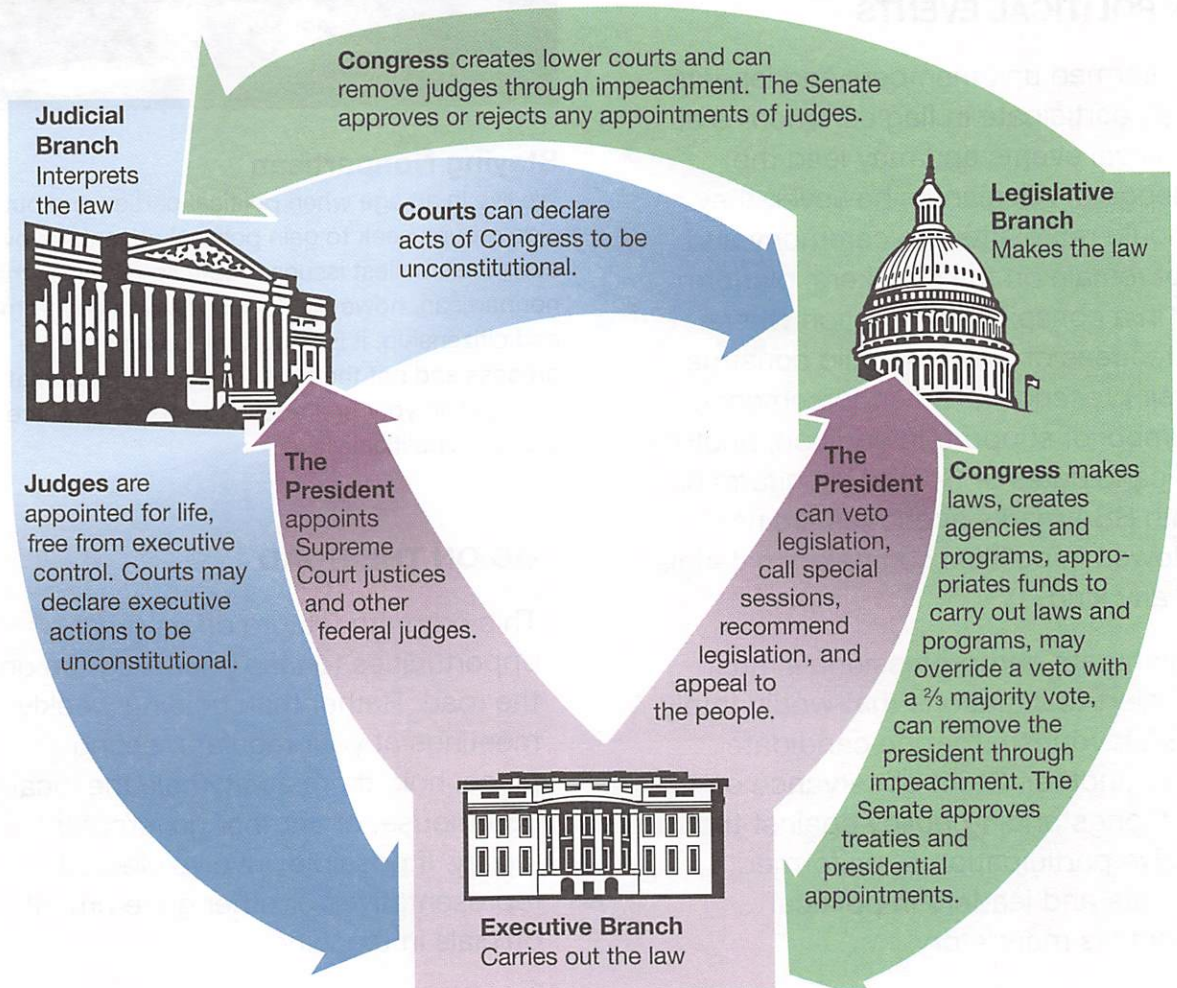 POLITICAL EVENTS
Congress creates lower courts and can
remove judges through impeachment. The Senate
approves or rejects any appointments of judges.
Judicial
Branch
Interprets
the law
Courts can declare
acts of Congress to be
unconstitutional.
Legislative
Branch
Makes the law
Judges are
appointed for life,
free from executive
control. Courts may
declare executive
actions to be
unconstitutional.
The
President
appoints
Supreme
Court justices
and other
federal judges.
The
President
can veto
legislation,
call special
sessions,
recommend
legislation, and
appeal to
the people.
Congress makes
laws, creates
agencies and
programs, appro-
priates funds to
carry out laws and
programs, may
override a veto with
a ⅔ majority vote,
can remove the
president through
impeachment. The
Senate approves
treaties and
presidential
appointments.
Executive Branch
Carries out the law